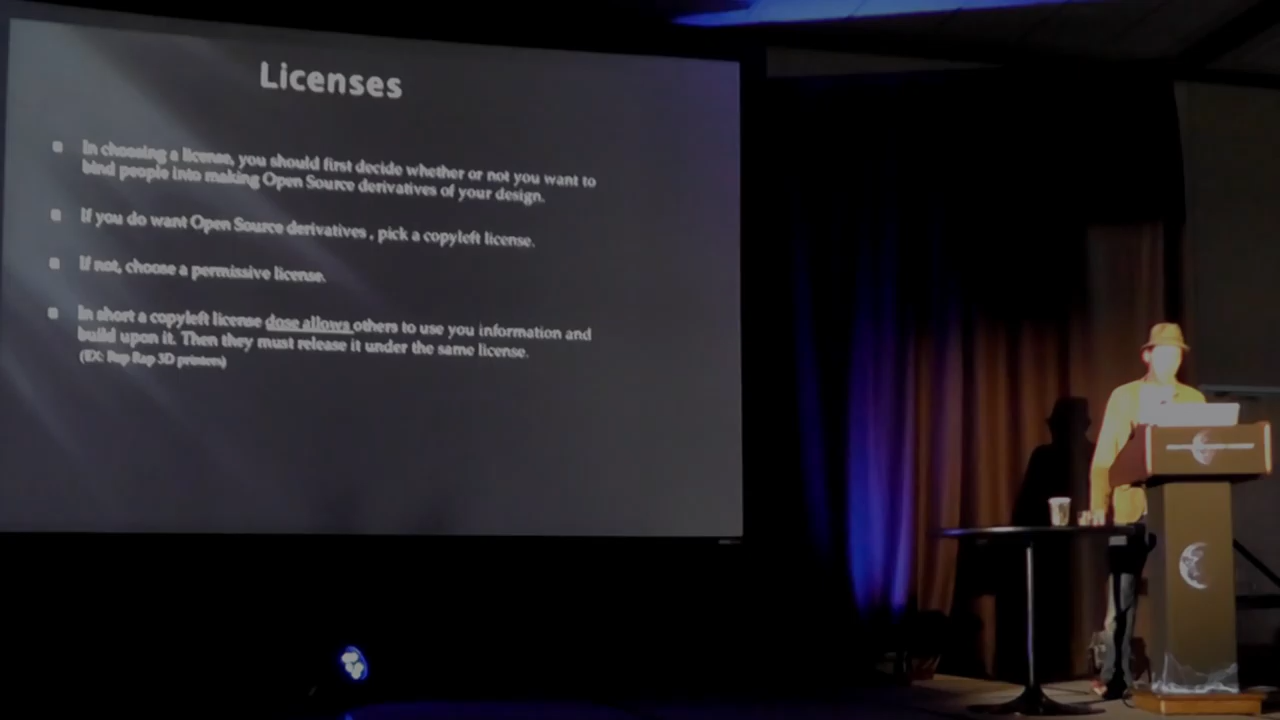 Licenses
In choosing a license, you should first decide whether or not you want to
bind people into making Open Source derivatives of your design.
If you do want Open Source derivatives , pick a copyleft license.
If not, choose a permissive license.
In short a copyleft license dose allows others to use you information and
build upon it. Then they must release it under the same license.
(EX: Rep Rap 3D printers)